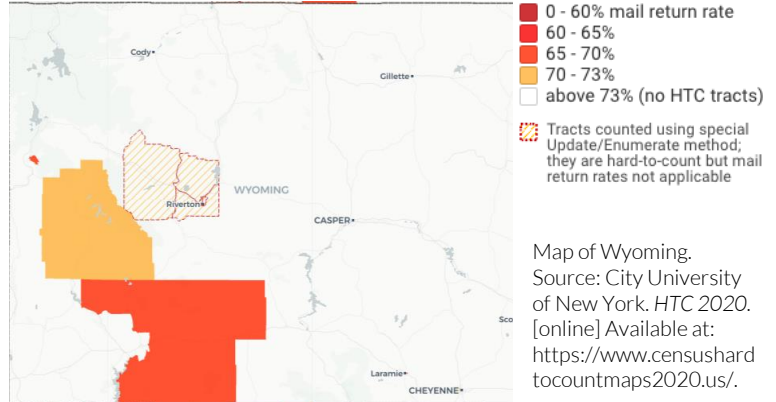 0 - 60% mail return rate
60 - 65%
65 - 70%
70 - 73%
above 73% (no HTC tracts)
Tracts counted using special
Update/Enumerate method;
they are hard-to-count but mail
return rates not applicable
Cody
Gillette
WYOMING
Riverton
CASPER
Sco
Laramie
CHEYENNE
Map of Wyoming.
Source: City University
of New York. HTC 2020.
[online] Available at:
https://www.censushard
tocountmaps2020.us/.